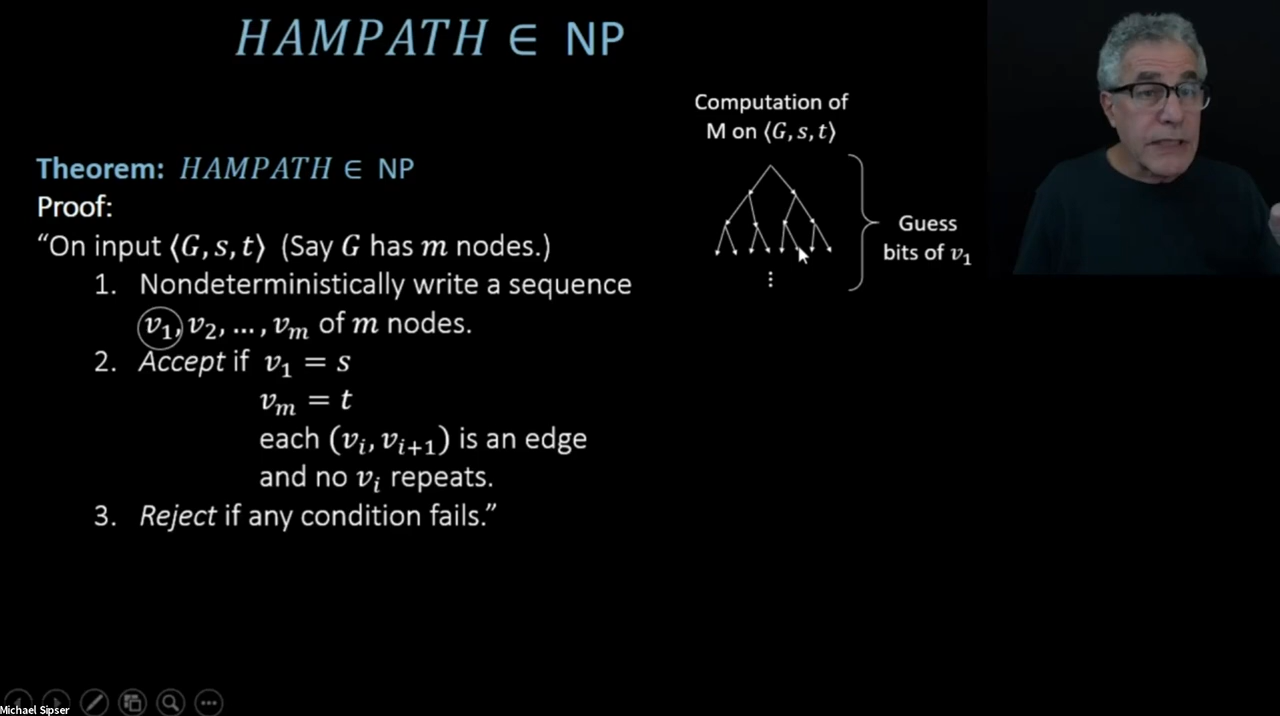 HAMPATH ∈ NP
Computation of
M on ⟨G, s, t⟩
Guess
bits of v₁
⋮
Theorem: HAMPATH ∈ NP
Proof:
“On input ⟨G, s, t⟩ (Say G has m nodes.)
1. Nondeterministically write a sequence
v₁, v₂, … , vₘ of m nodes.
2. Accept if v₁ = s
vₘ = t
each (vᵢ, vᵢ₊₁) is an edge
and no vᵢ repeats.
3. Reject if any condition fails.”
Michael Sipser